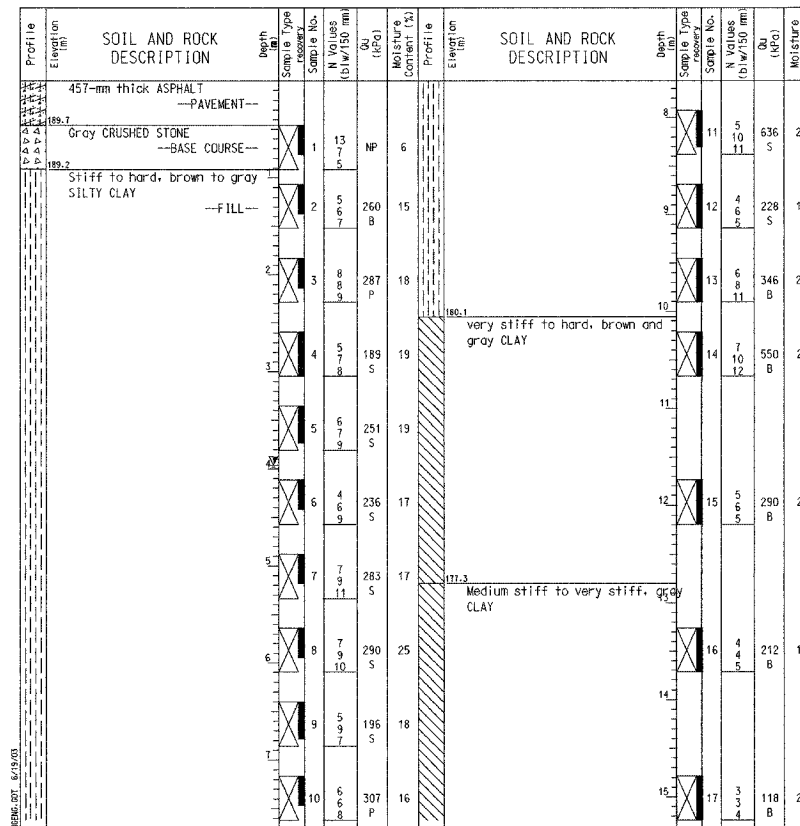 Profile
Elevation (m)
SOIL AND ROCK DESCRIPTION
Depth (m)
Sample Type recovery
Sample No.
N Values (blw/150 mm)
Qu (kPa)
Moisture Content (%)
457-mm thick ASPHALT
--PAVEMENT--
189.7
Gray CRUSHED STONE
--BASE COURSE--
189.2
1 13 7 5 NP 6
1
Stiff to hard, brown to gray
SILTY CLAY
--FILL--
2 5 6 7 260 B 15
2
3 8 8 9 287 P 18
3
4 5 7 8 189 S 19
5 6 7 9 251 S 19
4
6 4 6 9 236 S 17
5
7 7 9 11 283 S 17
6
8 7 9 10 290 S 25
9 5 9 7 196 S 18
7
10 6 6 8 307 P 16
6/19/03
Profile
Elevation (m)
SOIL AND ROCK DESCRIPTION
Depth (m)
Sample Type recovery
Sample No.
N Values (blw/150 mm)
Qu (kPa)
Moisture
8
11 5 10 11 636 S 2
9
12 4 6 5 228 S 1
13 6 8 11 346 B 2
10
180.1
very stiff to hard, brown and
gray CLAY
14 7 10 12 550 B 2
11
12
15 5 6 5 290 B 2
177.3
Medium stiff to very stiff, gray
CLAY
13
16 4 4 5 212 B 1
14
15
17 3 3 4 118 B 2